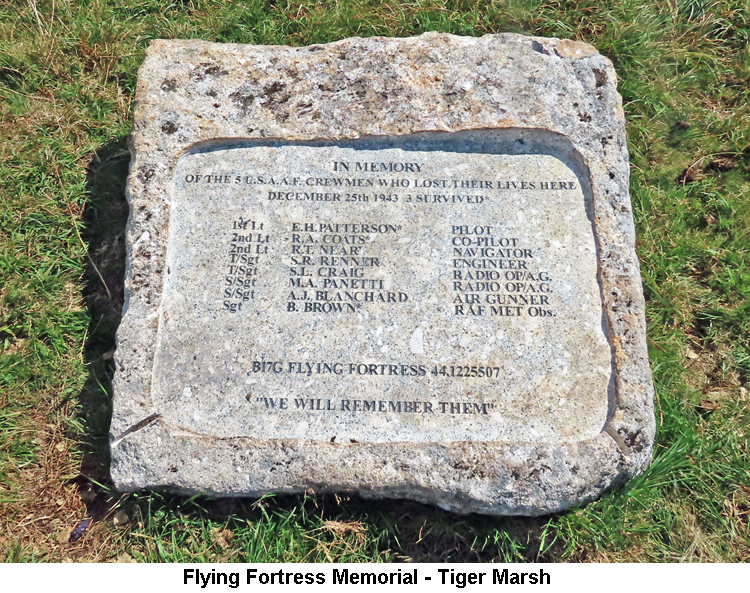 IN MEMORY
OF THE 5 U.S.A.A.F. CREWMEN WHO LOST THEIR LIVES HERE
DECEMBER 25th 1943 3 SURVIVED*
1st Lt E.H. PATTERSON* PILOT
2nd Lt R.A. COATS* CO-PILOT
2nd Lt R.T. NEAR NAVIGATOR
T/Sgt S.R. RENNER ENGINEER
T/Sgt S.L. CRAIG RADIO OP/A.G.
S/Sgt M.A. PANETTI RADIO OP/A.G.
S/Sgt A.J. BLANCHARD AIR GUNNER
Sgt B. BROWN* RAF MET Obs.
B17G FLYING FORTRESS 44.1225507
"WE WILL REMEMBER THEM"
Flying Fortress Memorial - Tiger Marsh